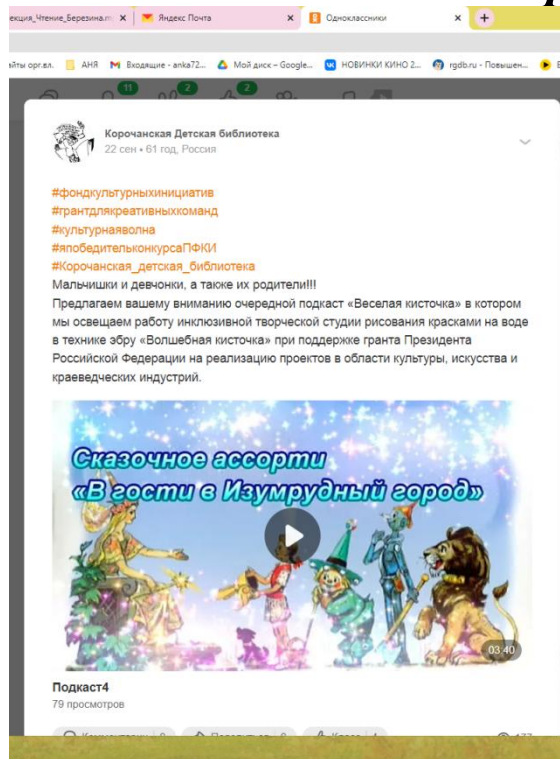 екция_Чтение_Березина.m
Яндекс Почта
Одноклассники
айты орг.вл.
АНЯ
Входящие - anka72...
Мой диск – Google...
НОВИНКИ КИНО 2...
rgdb.ru - Повышен...
11
2
2
Корочанская Детская библиотека
22 сен • 61 год, Россия
#фондкультурныхинициатив
#грантдлякреативныхкоманд
#культурнаяволна
#япобедительконкурсаПФКИ
#Корочанская_детская_библиотека
Мальчишки и девчонки, а также их родители!!!
Предлагаем вашему вниманию очередной подкаст «Веселая кисточка» в котором
мы освещаем работу инклюзивной творческой студии рисования красками на воде
в технике эбру «Волшебная кисточка» при поддержке гранта Президента
Российской Федерации на реализацию проектов в области культуры, искусства и
краеведческих индустрий.
Сказочное ассорти
«В гости в Изумрудный город»
03:40
Подкаст4
79 просмотров